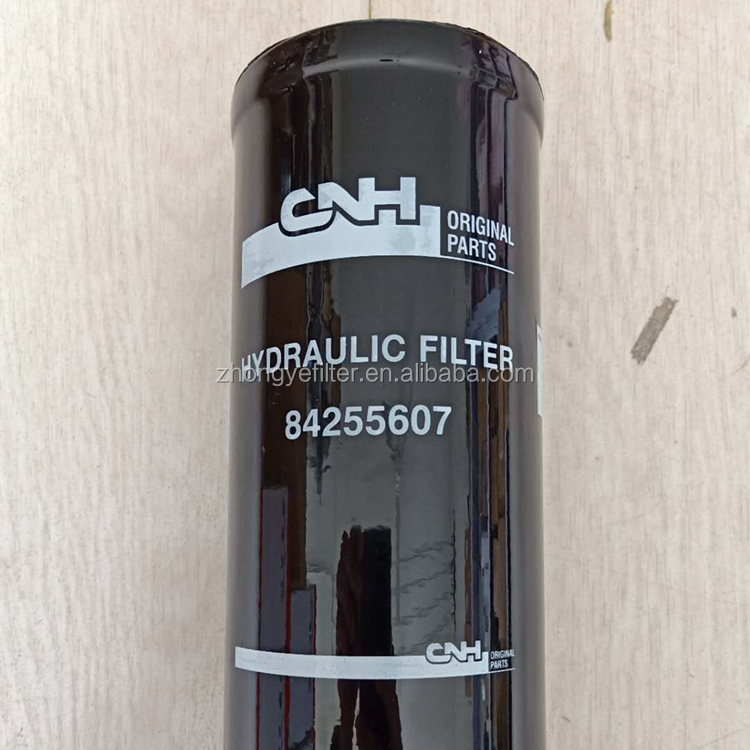 CNH
ORIGINAL
PARTS
HYDRAULIC FILTER
zhongyefilter.en.alibaba.com
84255607
CNH
ORIGINAL
PARTS